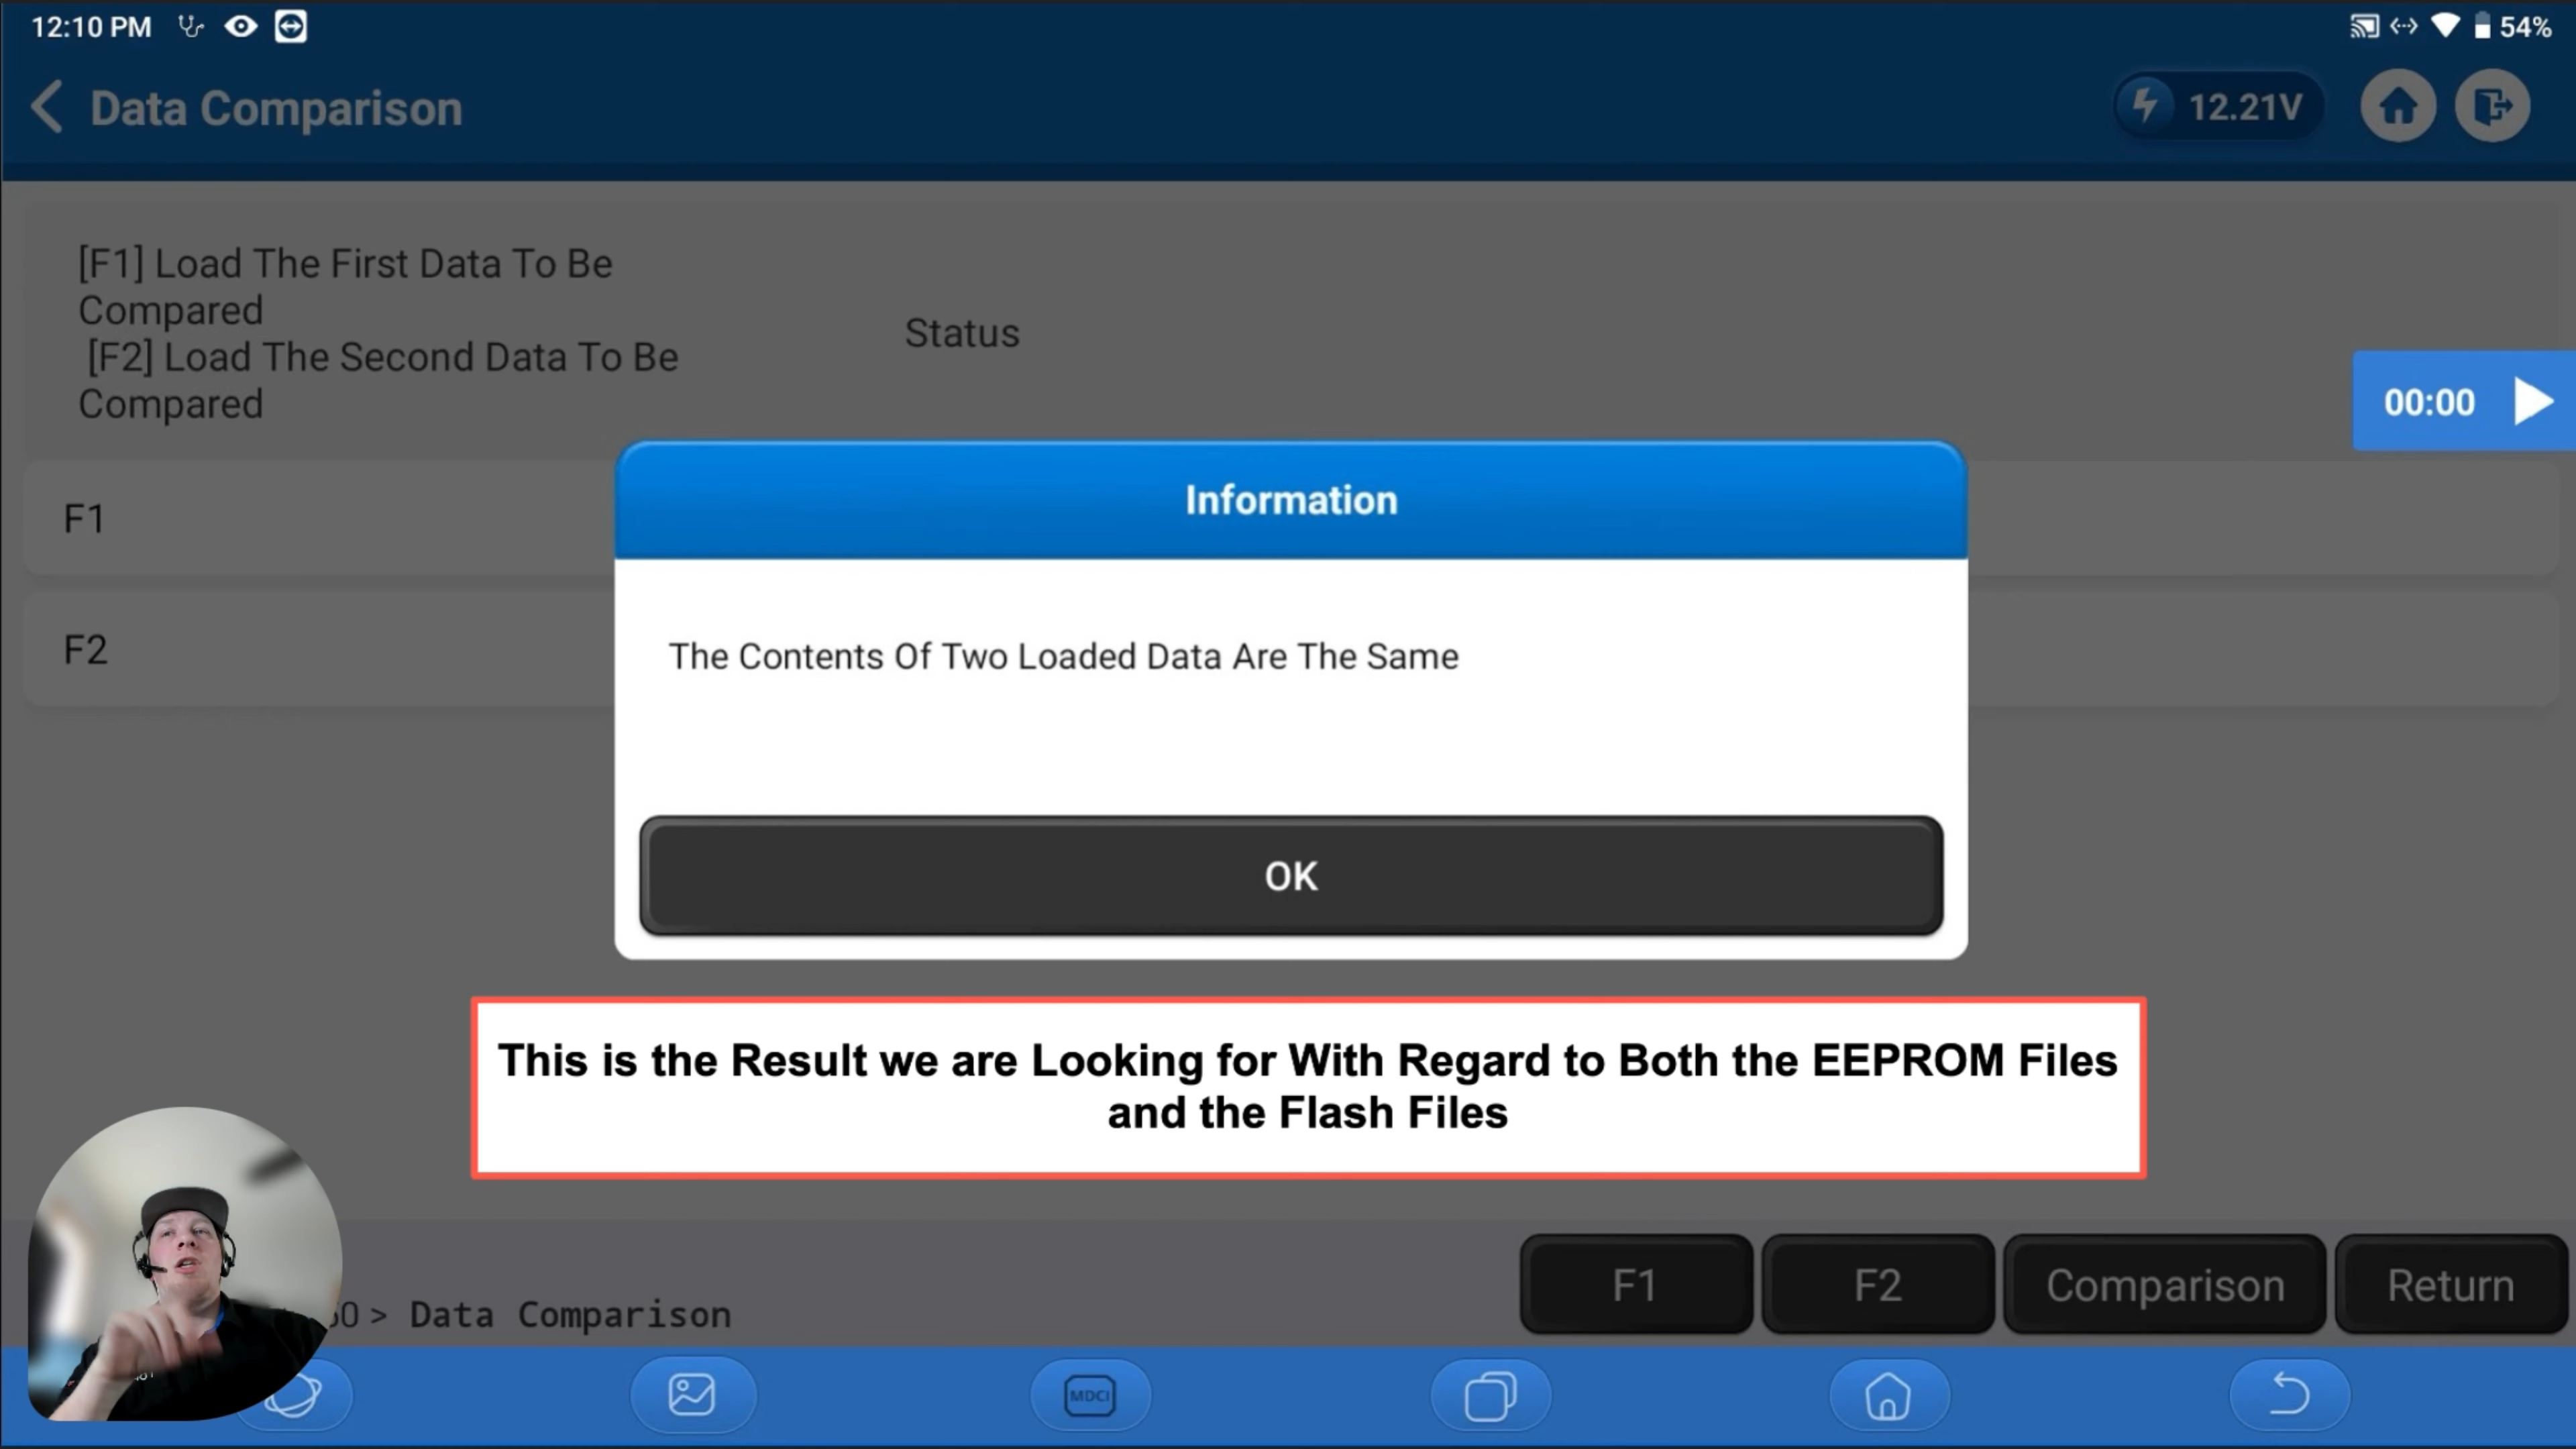 12:10 PM
54%
Data Comparison
12.21V
[F1] Load The First Data To Be
Compared
[F2] Load The Second Data To Be
Compared
Status
00:00
F1
F2
Information
The Contents Of Two Loaded Data Are The Same
OK
This is the Result we are Looking for With Regard to Both the EEPROM Files
and the Flash Files
> Data Comparison
F1
F2
Comparison
Return
MDCI